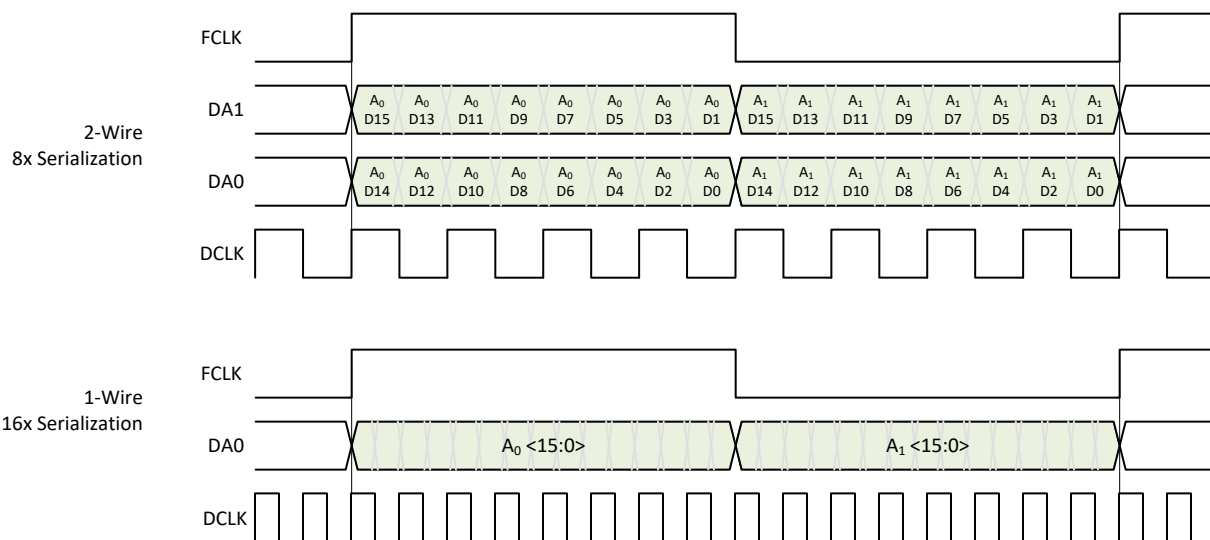 FCLK
DA1
A0 A0 A0 A0 A0 A0 A0 A0 A1 A1 A1 A1 A1 A1 A1 A1
D15 D13 D11 D9 D7 D5 D3 D1 D15 D13 D11 D9 D7 D5 D3 D1
2-Wire
8x Serialization
DA0
A0 A0 A0 A0 A0 A0 A0 A0 A1 A1 A1 A1 A1 A1 A1 A1
D14 D12 D10 D8 D6 D4 D2 D0 D14 D12 D10 D8 D6 D4 D2 D0
DCLK
FCLK
1-Wire
16x Serialization
DA0 A0 <15:0> A1 <15:0>
DCLK